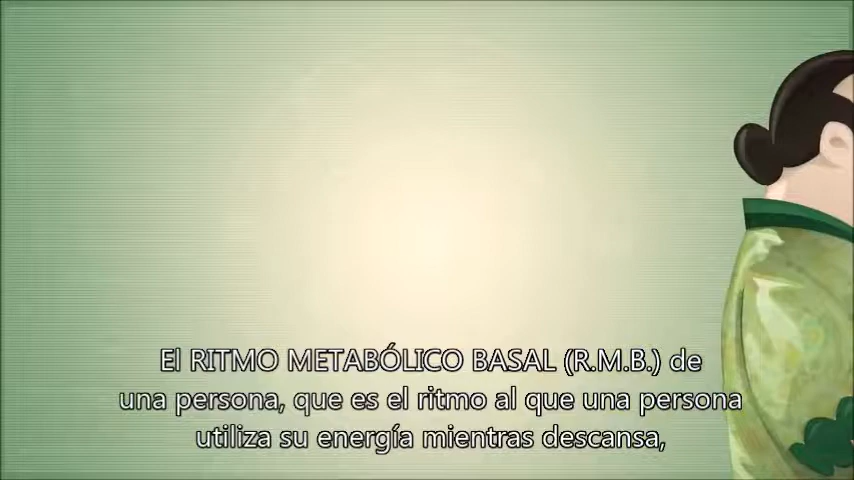 El RITMO METABÓLICO BASAL (R.M.B.) de
una persona, que es el ritmo al que una persona
utiliza su energía mientras descansa,